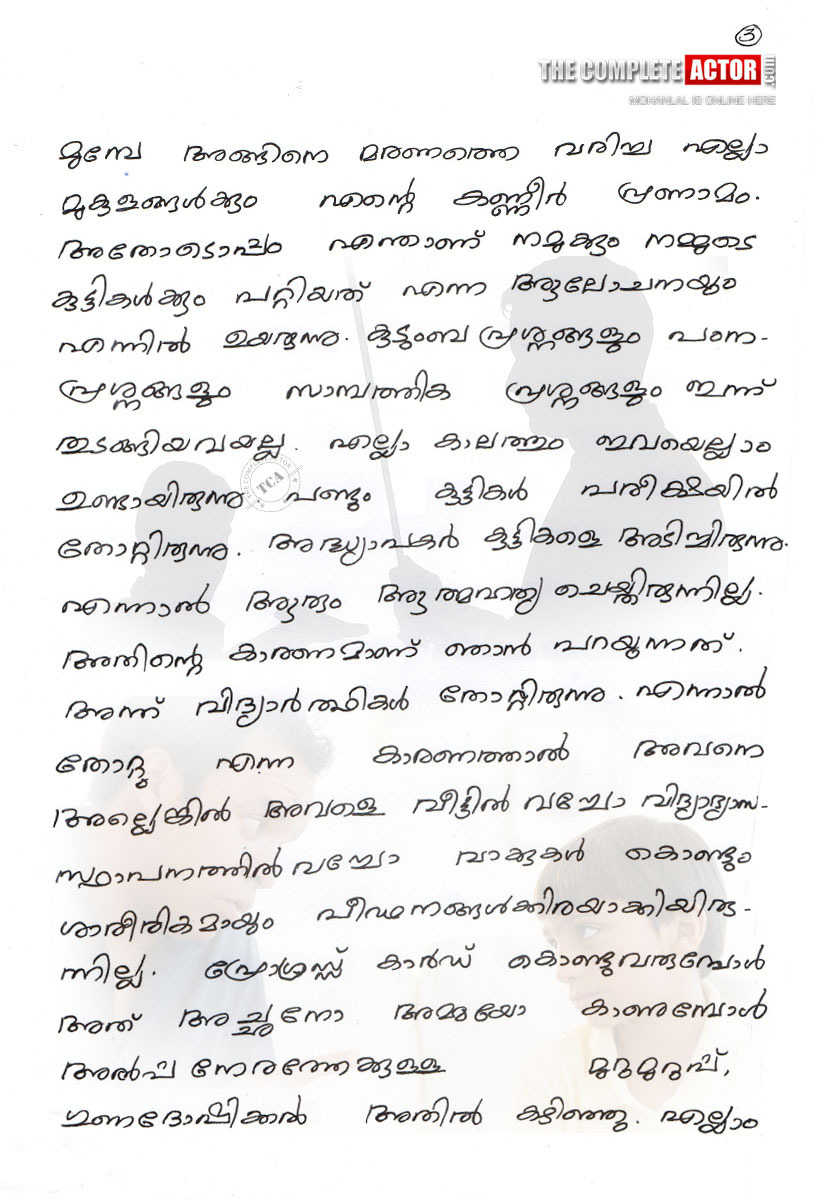 3
THE COMPLETE ACTOR .com
MOHANLAL IS ONLINE HERE
മുമ്പേ അങ്ങിനെ മരണത്തെ വരിച്ച എല്ലാ
മുകുളങ്ങൾക്കും എന്റെ കണ്ണീർ പ്രണാമം.
അതോടൊപ്പം എന്താണ് നമുക്കും നമ്മുടെ
കുട്ടികൾക്കും പറ്റിയത് എന്ന ആലോചനയും
എന്നിൽ ഉയരുന്നു. കുടുംബ പ്രശ്നങ്ങളും പഠന-
പ്രശ്നങ്ങളും സാമ്പത്തിക പ്രശ്നങ്ങളും ഇന്ന്
തുടങ്ങിയവയല്ല. എല്ലാ കാലത്തും ഇവയെല്ലാം
ഉണ്ടായിരുന്നു പണ്ടും കുട്ടികൾ പരീക്ഷയിൽ
തോറ്റിരുന്നു. അദ്ധ്യാപകർ കുട്ടികളെ അടിച്ചിരുന്നു.
എന്നാൽ ആരും ആത്മഹത്യ ചെയ്തിരുന്നില്ല.
അതിന്റെ കാരണമാണ് ഞാൻ പറയുന്നത്.
അന്ന് വിദ്യാർത്ഥികൾ തോറ്റിരുന്നു. എന്നാൽ
തോറ്റു എന്ന കാരണത്താൽ അവനെ
അല്ലെങ്കിൽ അവളെ വീട്ടിൽ വച്ചോ വിദ്യാഭ്യാസ-
സ്ഥാപനത്തിൽ വച്ചോ വാക്കുകൾ കൊണ്ടും
ശാരീരികമായും പീഢനങ്ങൾക്കിരയാക്കിയിരു-
ന്നില്ല. പ്രോഗ്രസ്സ് കാർഡ് കൊണ്ടുവരുമ്പോൾ
അത് അച്ഛനോ അമ്മയോ കാണുമ്പോൾ
അൽപ നേരത്തേക്കുള്ള മുറുമുറുപ്പ്,
ഗുണദോഷിക്കൽ അതിൽ കഴിഞ്ഞു. എല്ലാം
TCA